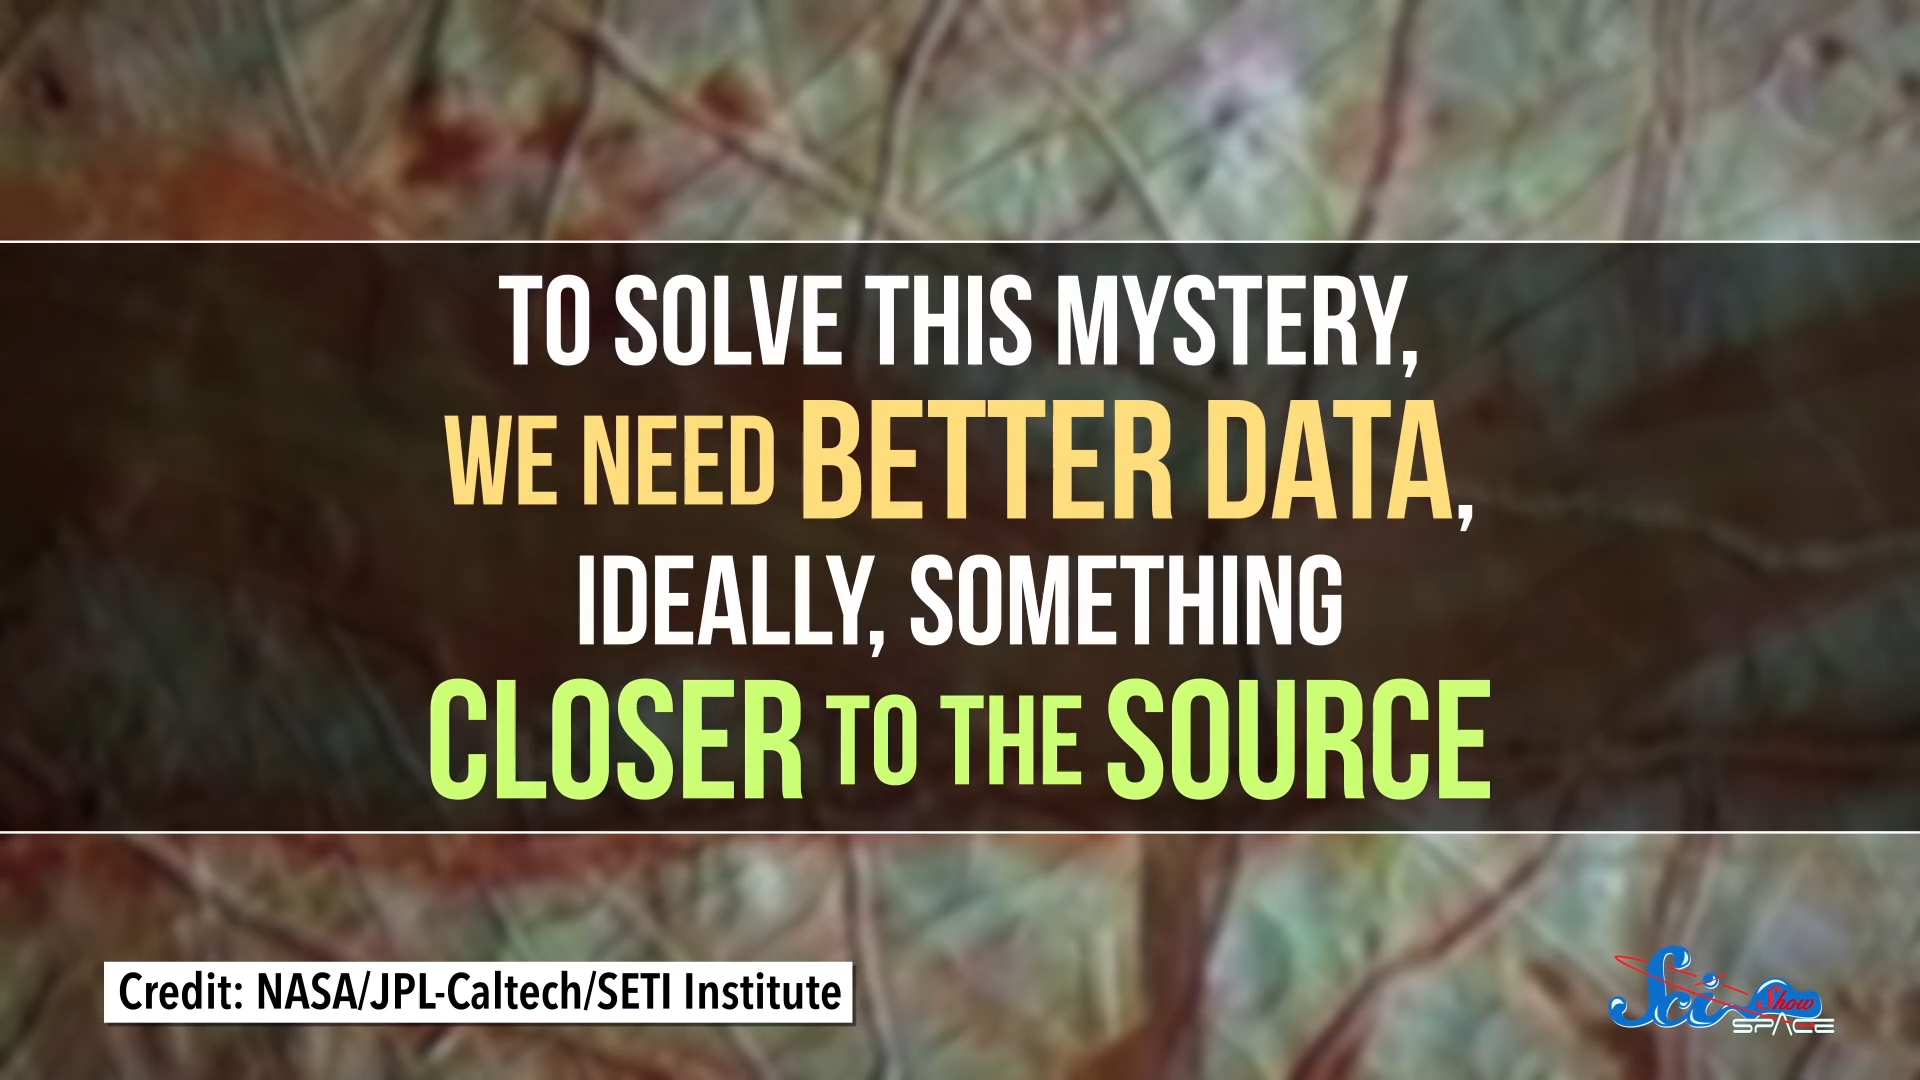 TO SOLVE THIS MYSTERY,
WE NEED BETTER DATA,
IDEALLY, SOMETHING
CLOSER TO THE SOURCE
Credit: NASA/JPL-Caltech/SETI Institute
Sci Show
SPACE